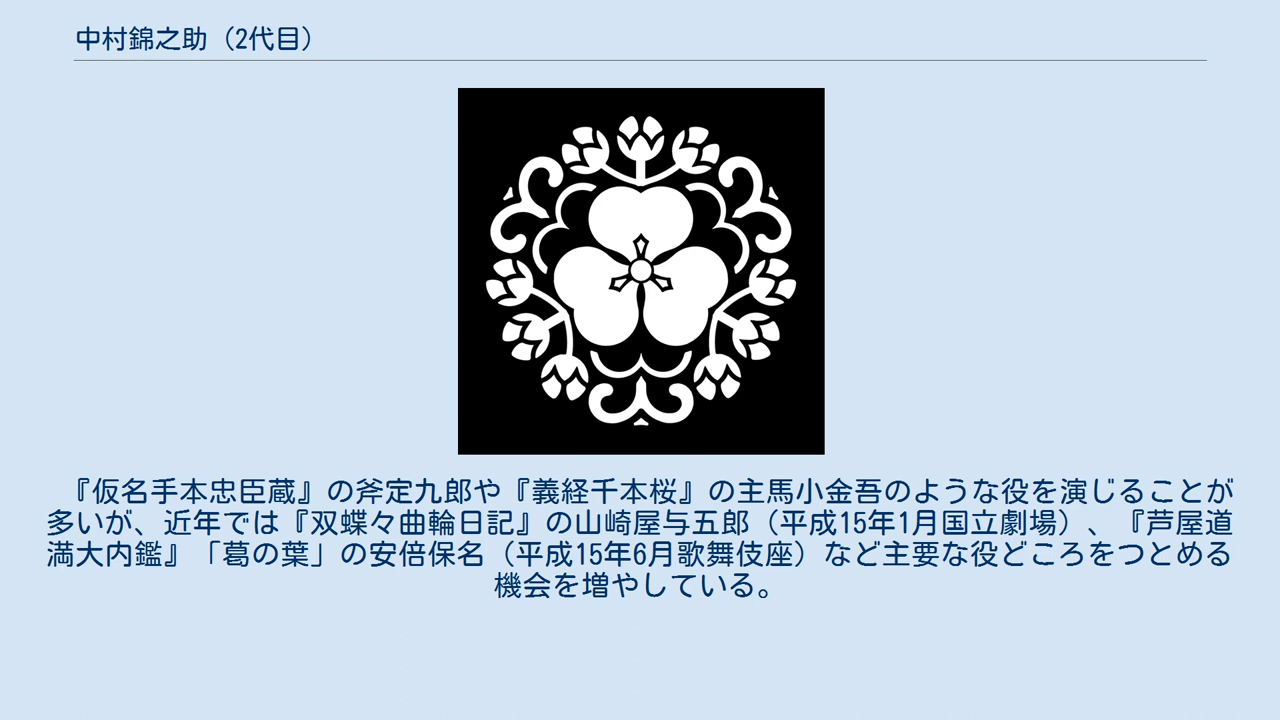 中村錦之助（2代目）
『仮名手本忠臣蔵』の斧定九郎や『義経千本桜』の主馬小金吾のような役を演じることが
多いが、近年では『双蝶々曲輪日記』の山崎屋与五郎（平成15年1月国立劇場）、『芦屋道
満大内鑑』「葛の葉」の安倍保名（平成15年6月歌舞伎座）など主要な役どころをつとめる
機会を増やしている。